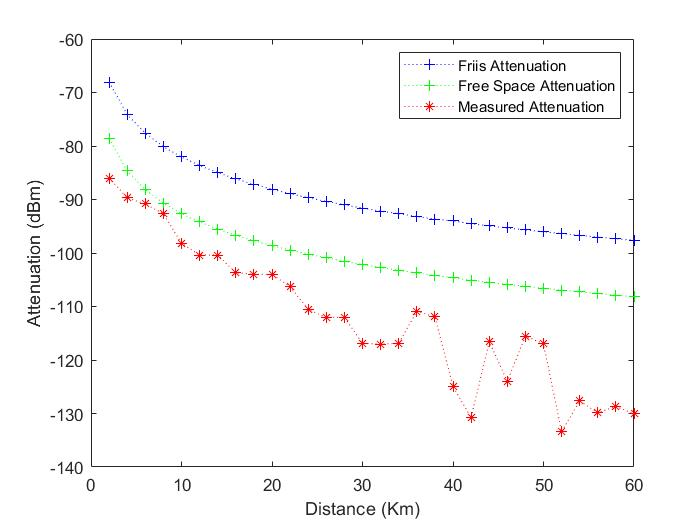 -60
-70
-80
-90
-100
-110
-120
-130
-140
Attenuation (dBm)
Friis Attenuation
Free Space Attenuation
Measured Attenuation
0 10 20 30 40 50 60
Distance (Km)